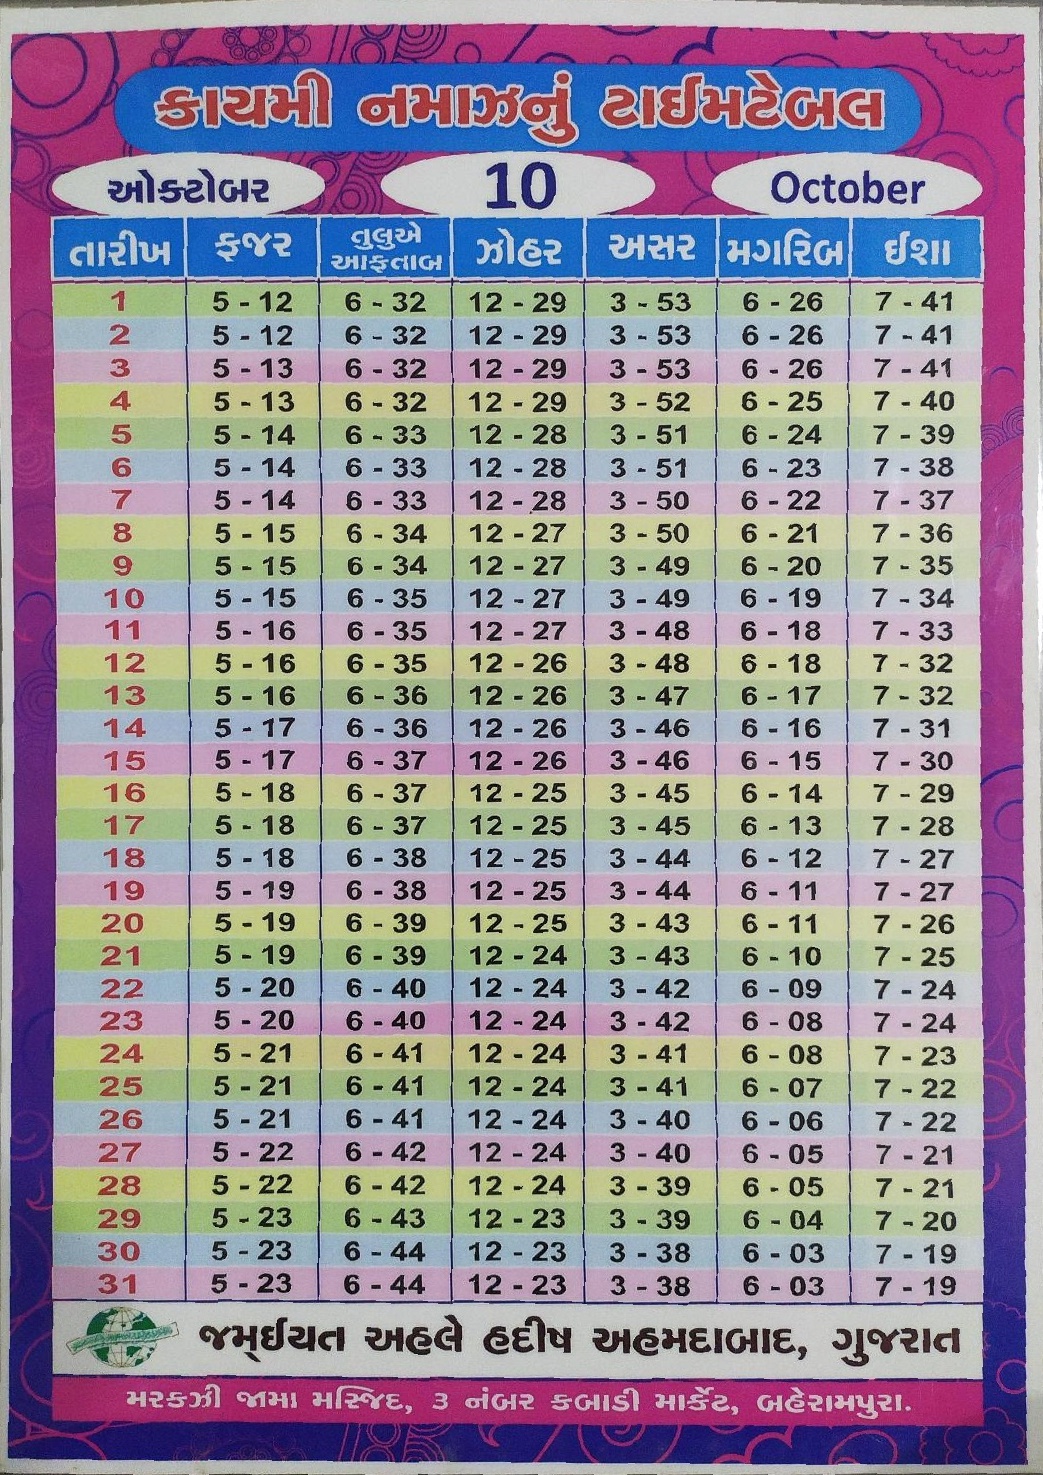 કાયમી નમાઝનું ટાઈમટેબલ
ઓક્ટોબર 10 October
તારીખ ફજર તુલુએ આફતાબ ઝોહર અસર મગરિબ ઈશા
1 5 - 12 6 - 32 12 - 29 3 - 53 6 - 26 7 - 41
2 5 - 12 6 - 32 12 - 29 3 - 53 6 - 26 7 - 41
3 5 - 13 6 - 32 12 - 29 3 - 53 6 - 26 7 - 41
4 5 - 13 6 - 32 12 - 29 3 - 52 6 - 25 7 - 40
5 5 - 14 6 - 33 12 - 28 3 - 51 6 - 24 7 - 39
6 5 - 14 6 - 33 12 - 28 3 - 51 6 - 23 7 - 38
7 5 - 14 6 - 33 12 - 28 3 - 50 6 - 22 7 - 37
8 5 - 15 6 - 34 12 - 27 3 - 50 6 - 21 7 - 36
9 5 - 15 6 - 34 12 - 27 3 - 49 6 - 20 7 - 35
10 5 - 15 6 - 35 12 - 27 3 - 49 6 - 19 7 - 34
11 5 - 16 6 - 35 12 - 27 3 - 48 6 - 18 7 - 33
12 5 - 16 6 - 35 12 - 26 3 - 48 6 - 18 7 - 32
13 5 - 16 6 - 36 12 - 26 3 - 47 6 - 17 7 - 32
14 5 - 17 6 - 36 12 - 26 3 - 46 6 - 16 7 - 31
15 5 - 17 6 - 37 12 - 26 3 - 46 6 - 15 7 - 30
16 5 - 18 6 - 37 12 - 25 3 - 45 6 - 14 7 - 29
17 5 - 18 6 - 37 12 - 25 3 - 45 6 - 13 7 - 28
18 5 - 18 6 - 38 12 - 25 3 - 44 6 - 12 7 - 27
19 5 - 19 6 - 38 12 - 25 3 - 44 6 - 11 7 - 27
20 5 - 19 6 - 39 12 - 25 3 - 43 6 - 11 7 - 26
21 5 - 19 6 - 39 12 - 24 3 - 43 6 - 10 7 - 25
22 5 - 20 6 - 40 12 - 24 3 - 42 6 - 09 7 - 24
23 5 - 20 6 - 40 12 - 24 3 - 42 6 - 08 7 - 24
24 5 - 21 6 - 41 12 - 24 3 - 41 6 - 08 7 - 23
25 5 - 21 6 - 41 12 - 24 3 - 41 6 - 07 7 - 22
26 5 - 21 6 - 41 12 - 24 3 - 40 6 - 06 7 - 22
27 5 - 22 6 - 42 12 - 24 3 - 40 6 - 05 7 - 21
28 5 - 22 6 - 42 12 - 24 3 - 39 6 - 05 7 - 21
29 5 - 23 6 - 43 12 - 23 3 - 39 6 - 04 7 - 20
30 5 - 23 6 - 44 12 - 23 3 - 38 6 - 03 7 - 19
31 5 - 23 6 - 44 12 - 23 3 - 38 6 - 03 7 - 19
જમ્ઈયત અહલે હદીષ અહમદાબાદ, ગુજરાત
મરકઝી જામા મસ્જિદ, ૩ નંબર કબાડી માર્કેટ, બહેરામપુરા.